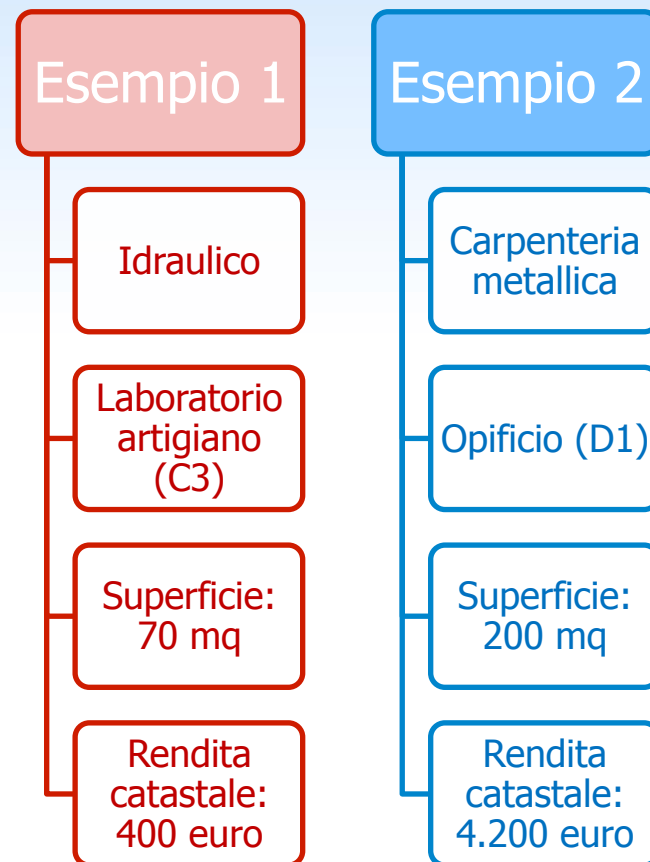 Esempio 1
Idraulico
Laboratorio
artigiano
(C3)
Superficie:
70 mq
Rendita
catastale:
400 euro
Esempio 2
Carpenteria
metallica
Opificio (D1)
Superficie:
200 mq
Rendita
catastale:
4.200 euro